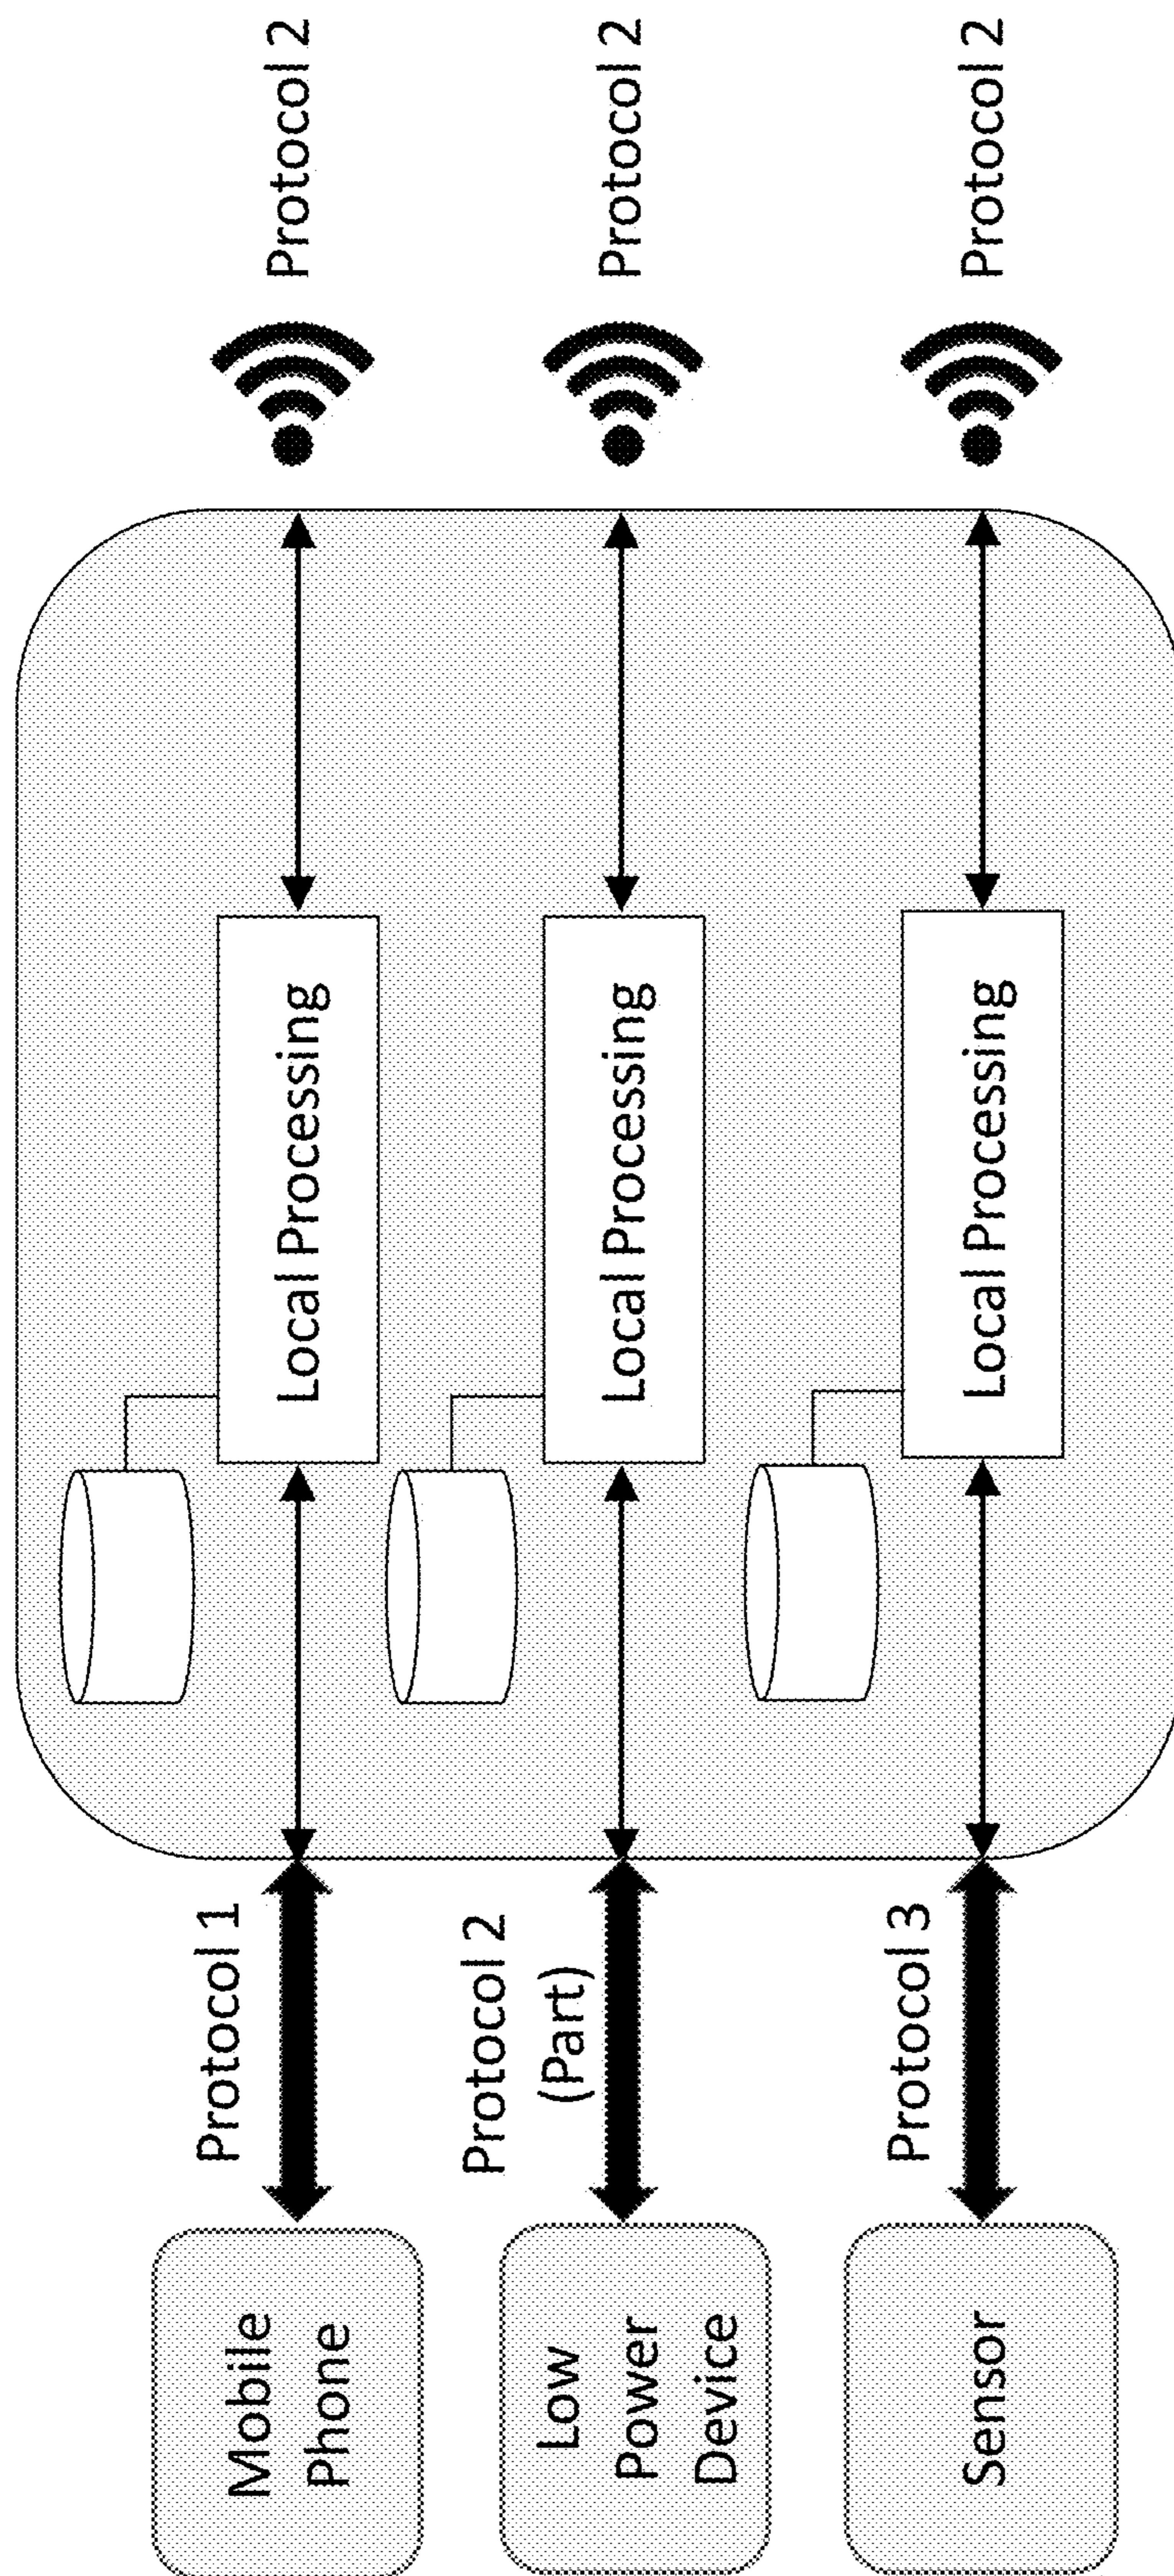 Mobile
Phone
Protocol 1
Local Processing
Protocol 2
Low
Power
Device
Protocol 2
(Part)
Local Processing
Protocol 2
Sensor
Protocol 3
Local Processing
Protocol 2